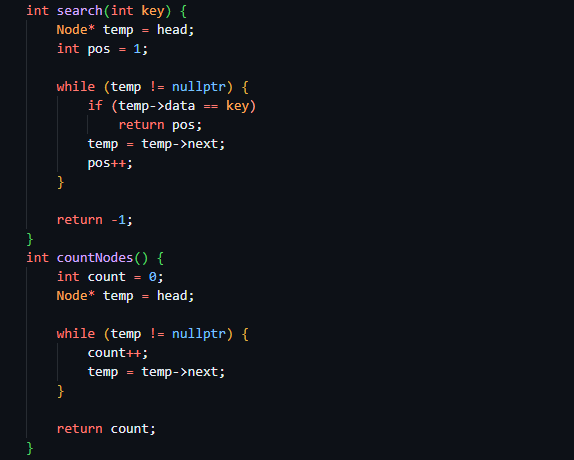 int search(int key) {
    Node* temp = head;
    int pos = 1;

    while (temp != nullptr) {
        if (temp->data == key)
            return pos;
        temp = temp->next;
        pos++;
    }

    return -1;
}
int countNodes() {
    int count = 0;
    Node* temp = head;

    while (temp != nullptr) {
        count++;
        temp = temp->next;
    }

    return count;
}